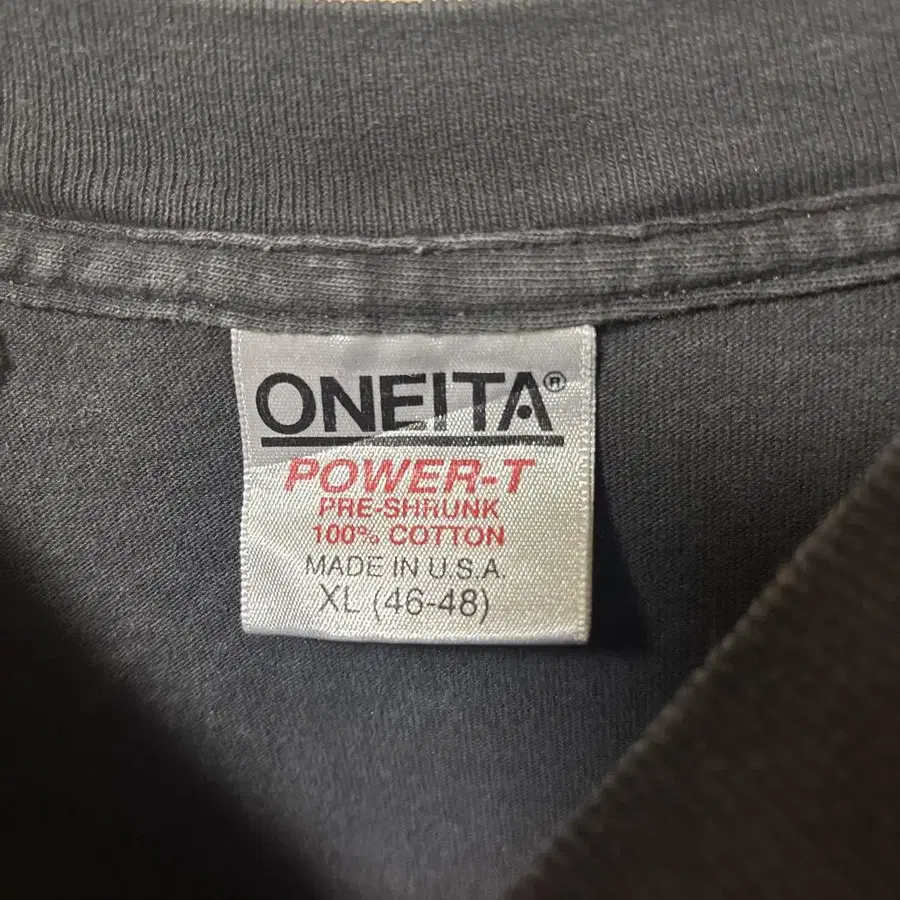 ONEITA®
POWER-T
PRE-SHRUNK
100% COTTON
MADE IN U.S.A.
XL (46-48)